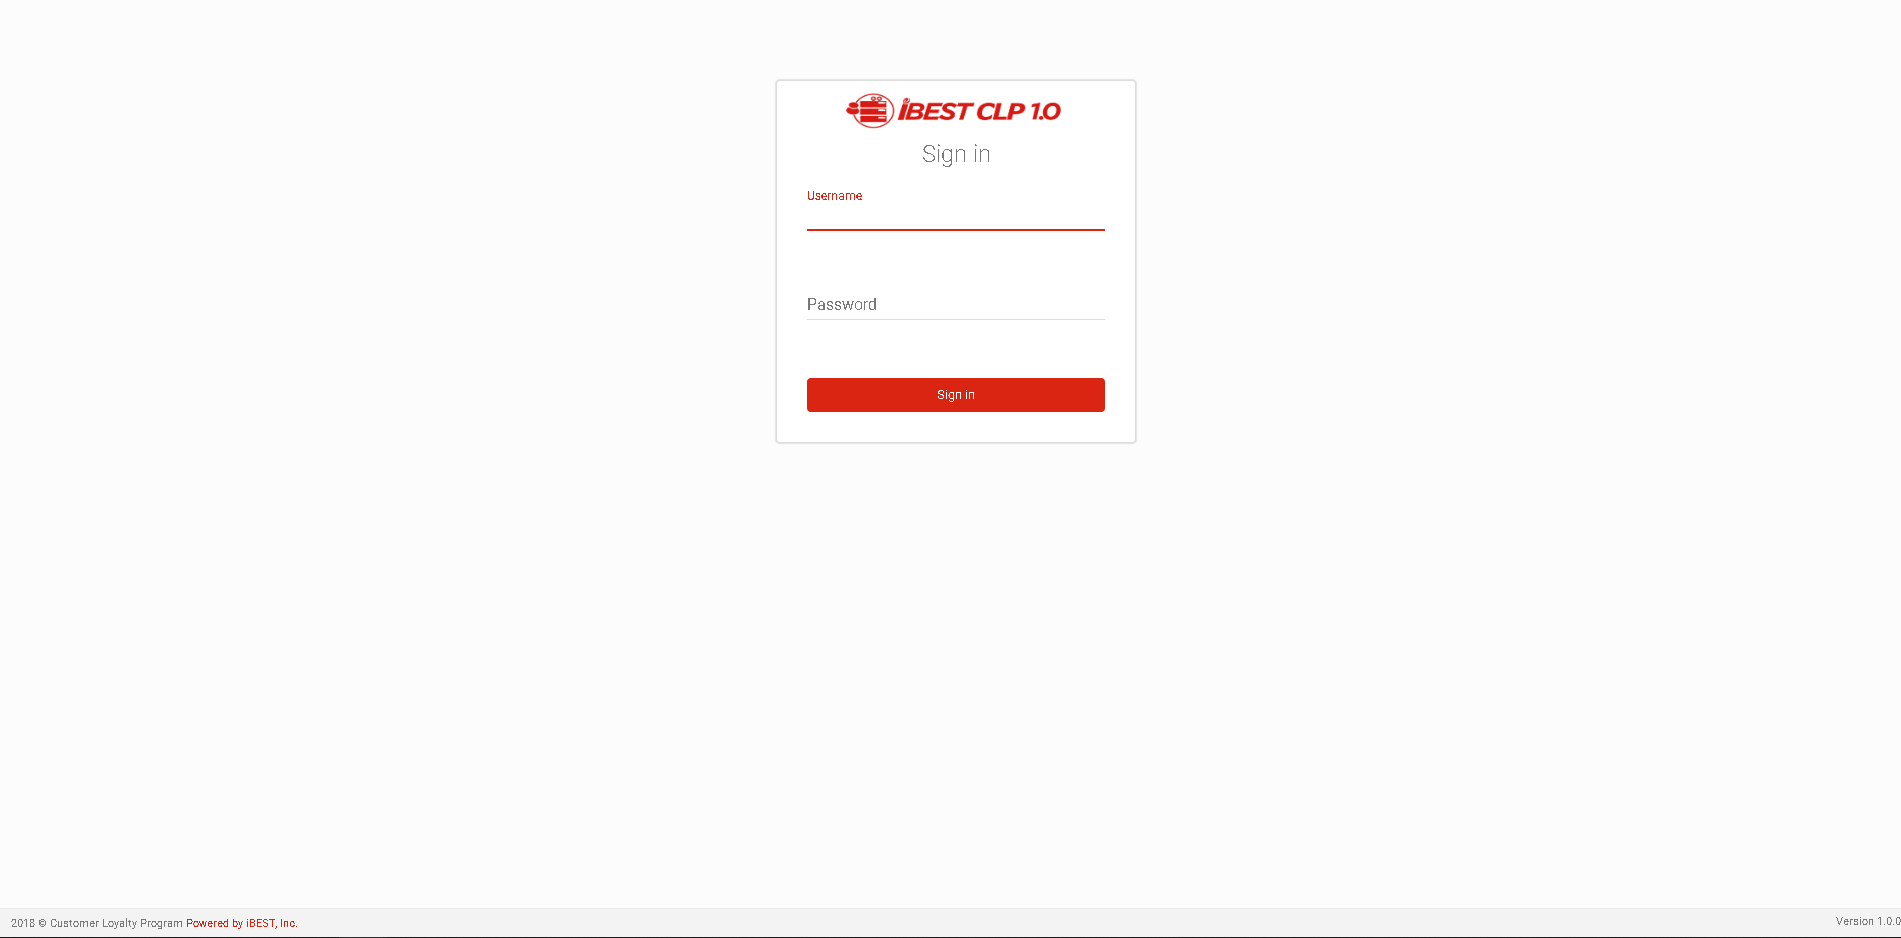 iBEST CLP 1.0
Sign in
Username
Password
Sign in
2018 © Customer Loyalty Program Powered by iBEST, Inc.
Version 1.0.0